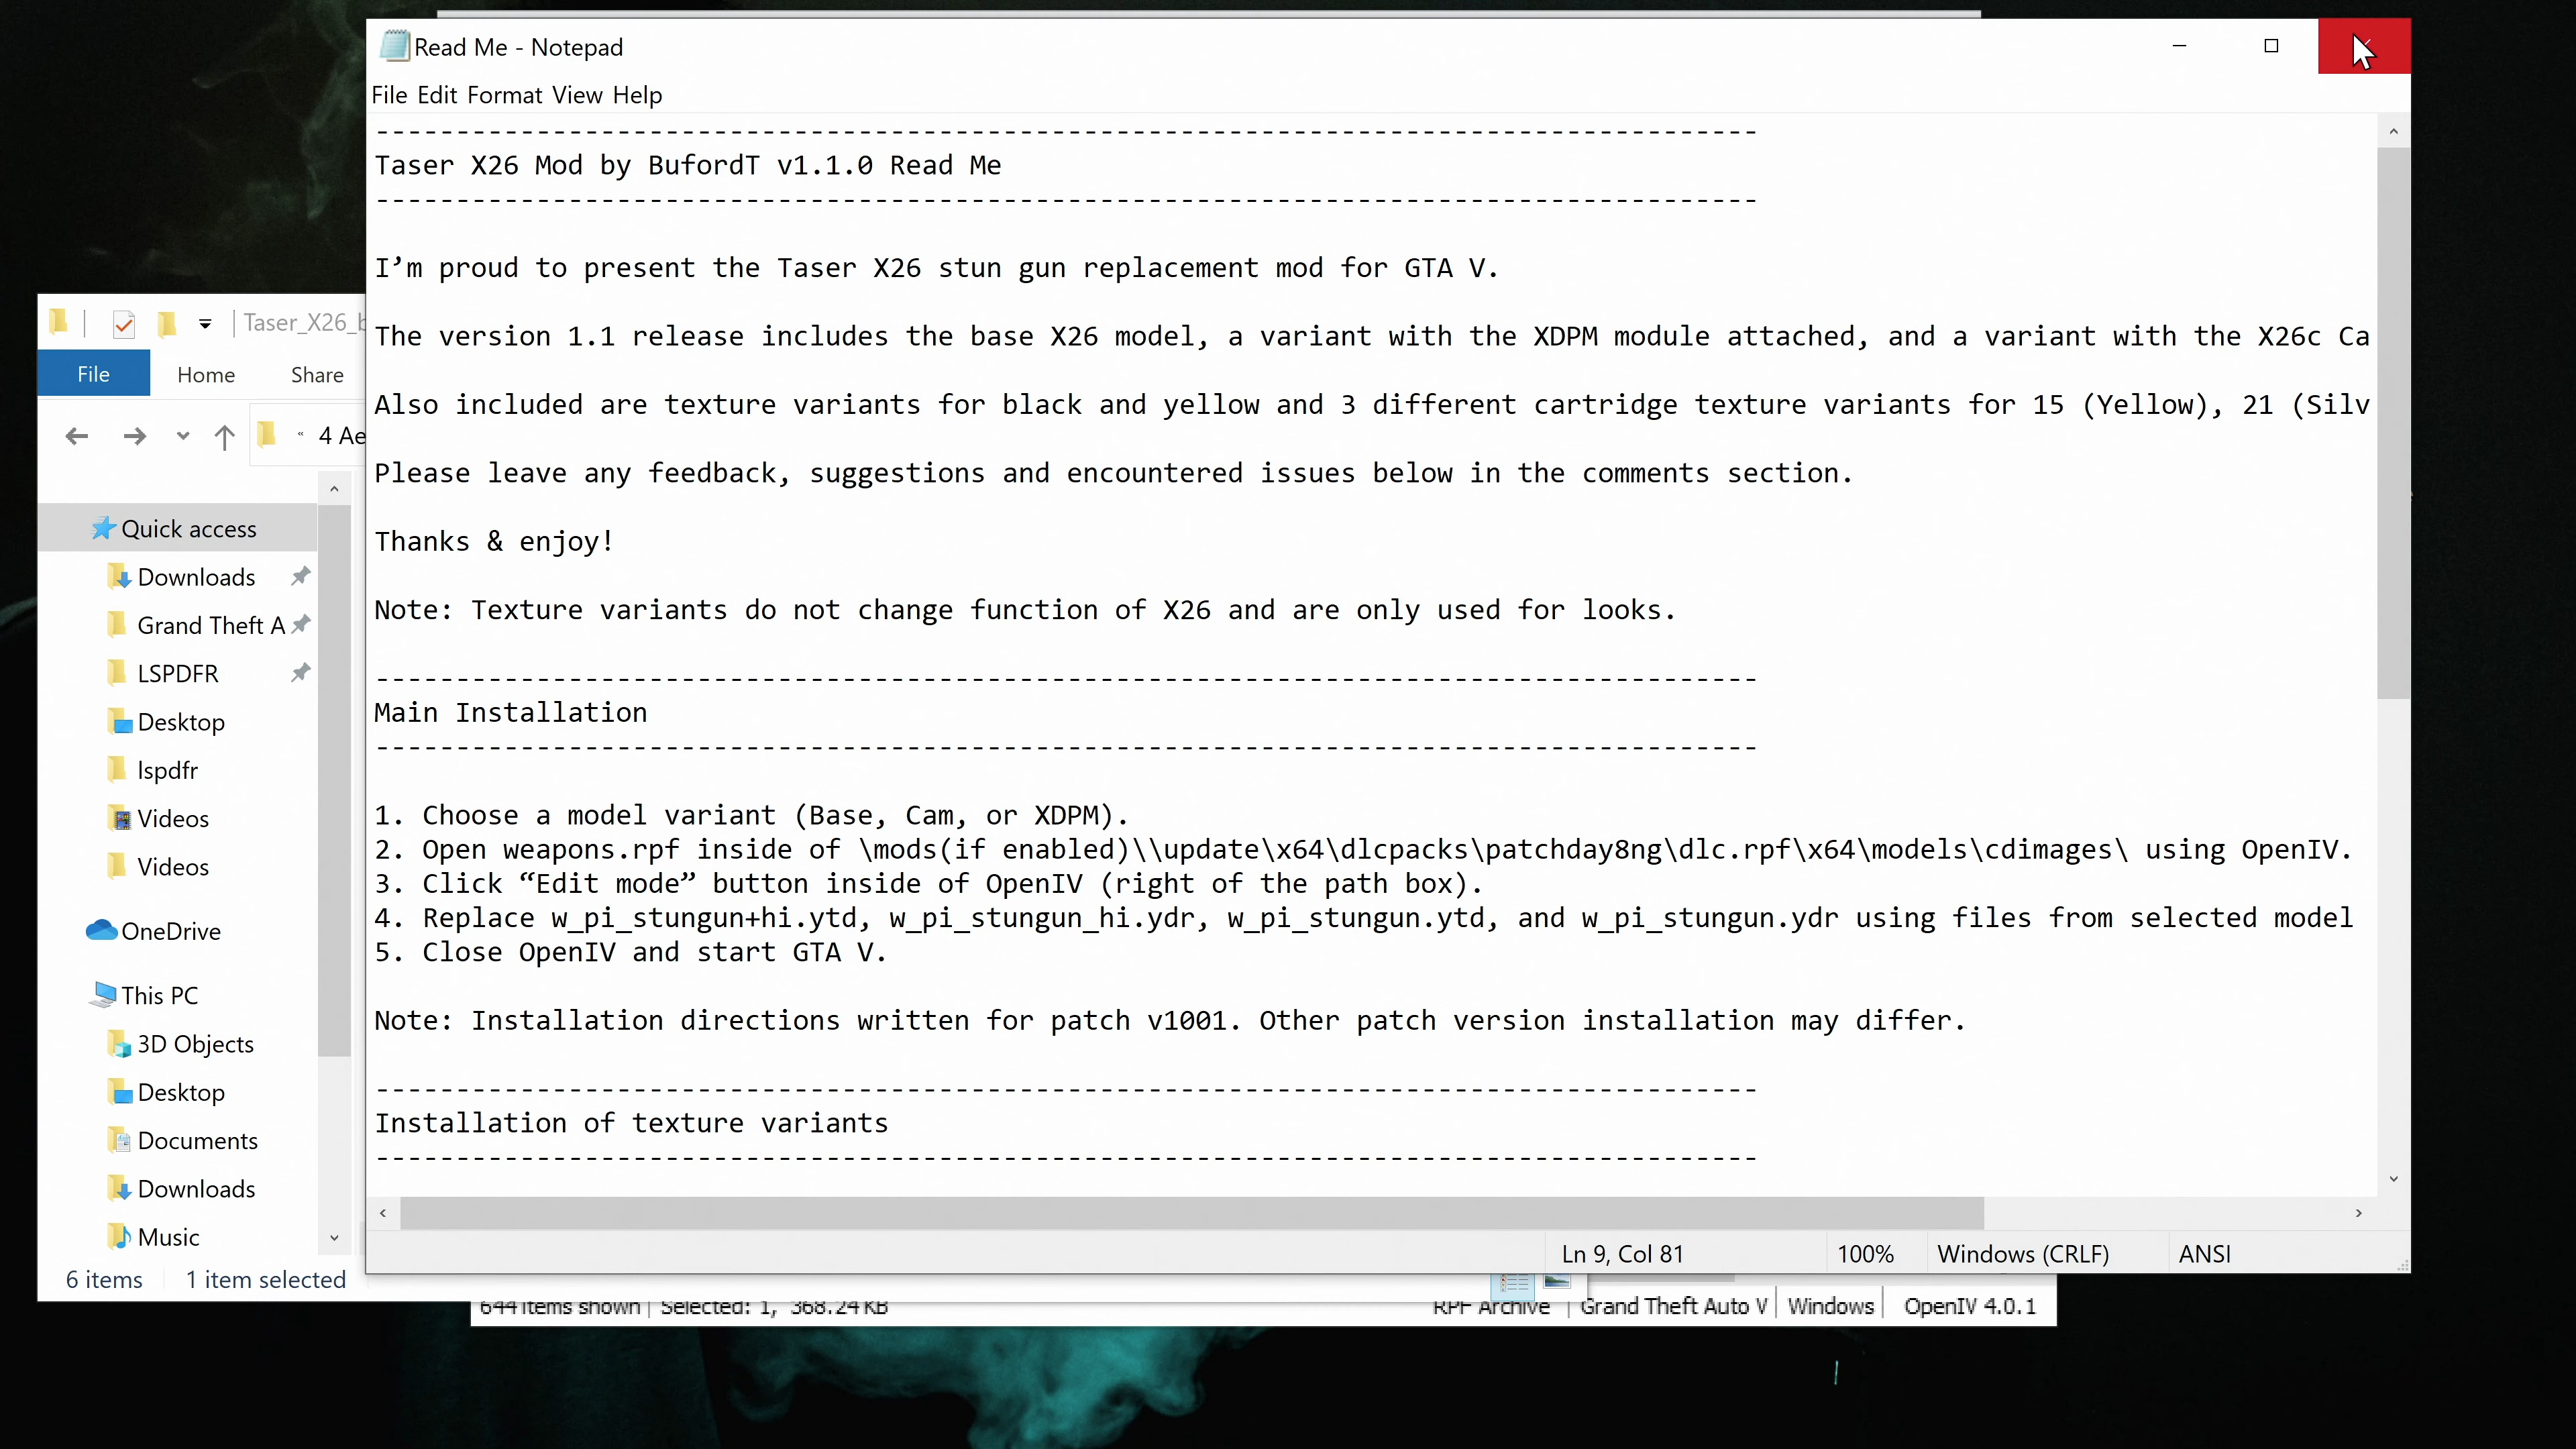 Read Me - Notepad
File Edit Format View Help
--------------------------------------------------------------------------------------
Taser X26 Mod by BufordT v1.1.0 Read Me
--------------------------------------------------------------------------------------
I’m proud to present the Taser X26 stun gun replacement mod for GTA V.
The version 1.1 release includes the base X26 model, a variant with the XDPM module attached, and a variant with the X26c Ca
Also included are texture variants for black and yellow and 3 different cartridge texture variants for 15 (Yellow), 21 (Silv
Please leave any feedback, suggestions and encountered issues below in the comments section.
Thanks & enjoy!
Note: Texture variants do not change function of X26 and are only used for looks.
--------------------------------------------------------------------------------------
Main Installation
--------------------------------------------------------------------------------------
1. Choose a model variant (Base, Cam, or XDPM).
2. Open weapons.rpf inside of \mods(if enabled)\\update\x64\dlcpacks\patchday8ng\dlc.rpf\x64\models\cdimages\ using OpenIV.
3. Click “Edit mode” button inside of OpenIV (right of the path box).
4. Replace w_pi_stungun+hi.ytd, w_pi_stungun_hi.ydr, w_pi_stungun.ytd, and w_pi_stungun.ydr using files from selected model
5. Close OpenIV and start GTA V.
Note: Installation directions written for patch v1001. Other patch version installation may differ.
--------------------------------------------------------------------------------------
Installation of texture variants
--------------------------------------------------------------------------------------
Ln 9, Col 81
100%
Windows (CRLF)
ANSI
Taser_X26_b
File Home Share
« 4 Ae
Quick access
Downloads
Grand Theft A
LSPDFR
Desktop
lspdfr
Videos
Videos
OneDrive
This PC
3D Objects
Desktop
Documents
Downloads
Music
6 items 1 item selected
644 items shown Selected: 1, 368.24 KB RPF Archive Grand Theft Auto V Windows OpenIV 4.0.1